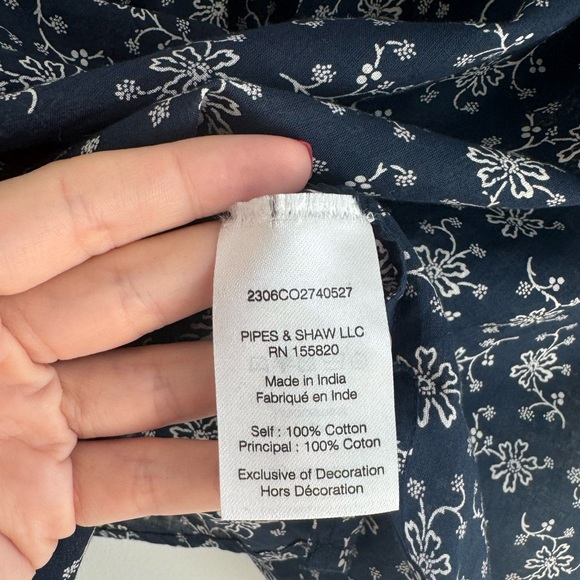 2306CO2740527
PIPES & SHAW LLC
RN 155820
Made in India
Fabriqué en Inde
Self : 100% Cotton
Principal : 100% Coton
Exclusive of Decoration
Hors Décoration